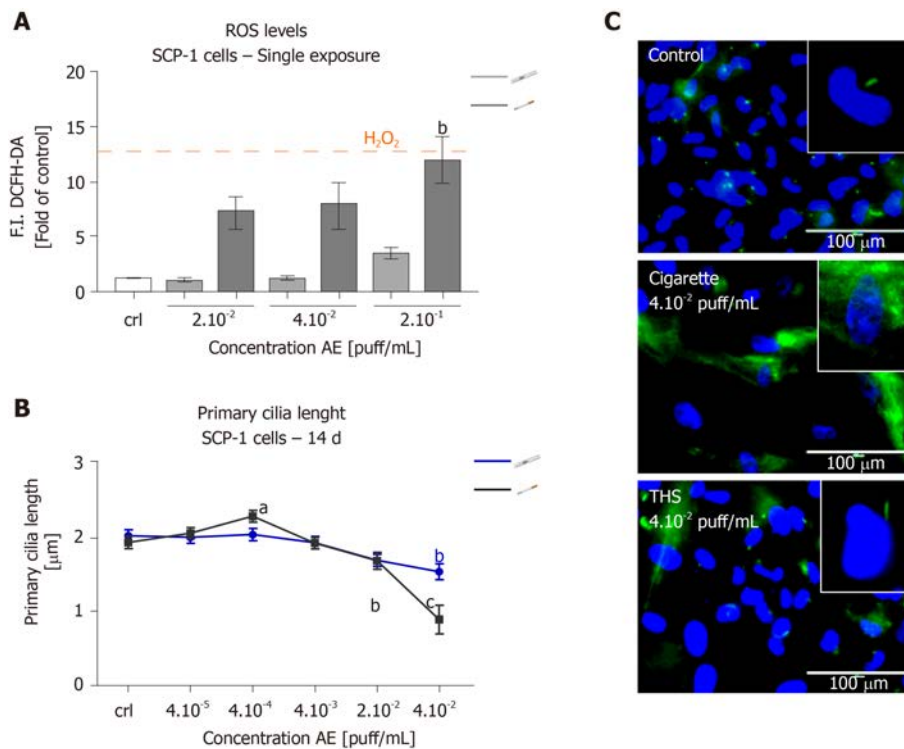 A
ROS levels
SCP-1 cells – Single exposure
F.I. DCFH-DA
[Fold of control]
20
15
10
5
0
H₂O₂
b
crl
2.10⁻²
4.10⁻²
2.10⁻¹
Concentration AE [puff/mL]
B
Primary cilia lenght
SCP-1 cells – 14 d
Primary cilia length
[μm]
3
2
1
0
a
b
b
c
crl
4.10⁻⁵
4.10⁻⁴
4.10⁻³
2.10⁻²
4.10⁻²
Concentration AE [puff/mL]
C
Control
100 μm
Cigarette
4.10⁻² puff/mL
100 μm
THS
4.10⁻² puff/mL
100 μm